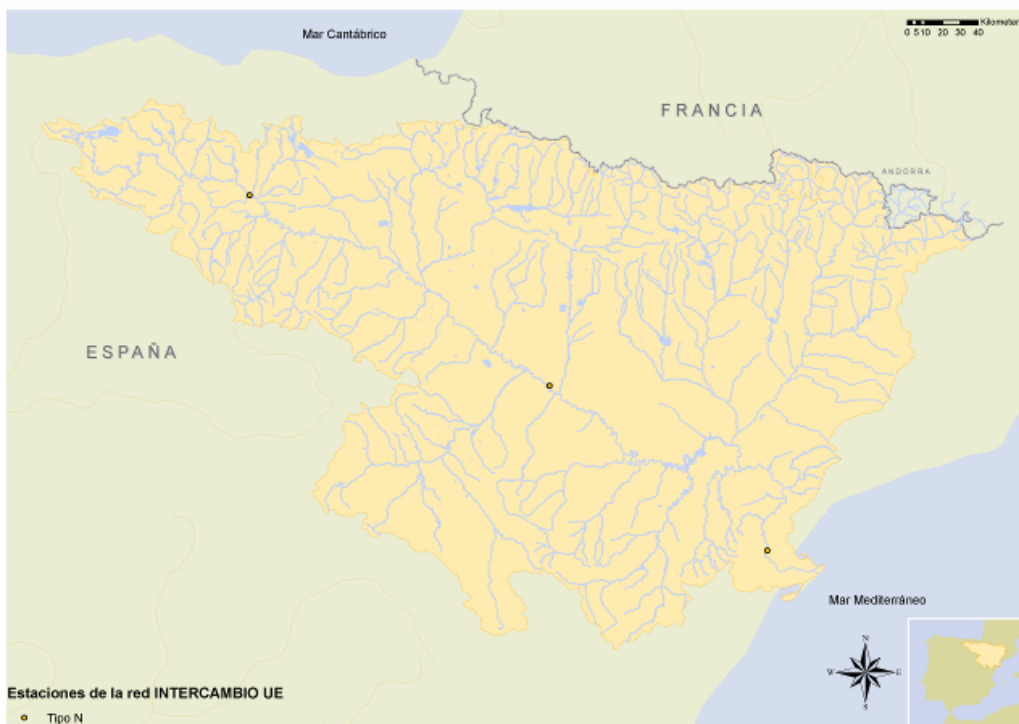 Mar Cantábrico
Kilometers
0 5 10 20 30 40
FRANCIA
ANDORRA
ESPAÑA
Mar Mediterráneo
N
W E
S
Estaciones de la red INTERCAMBIO UE
Tipo N